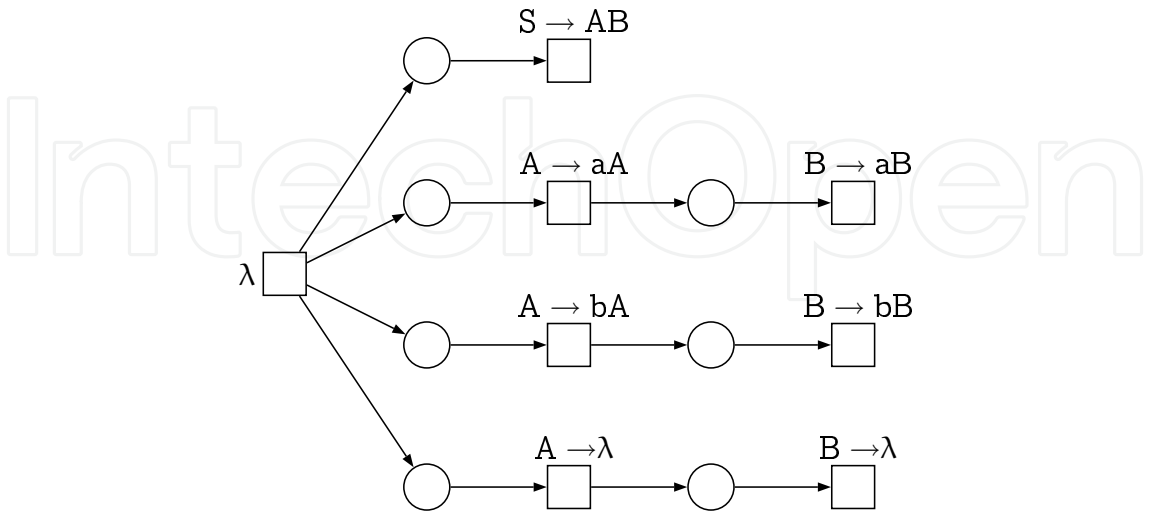 S → AB
A → aA
B → aB
λ
A → bA
B → bB
A →λ
B →λ
IntechOpen